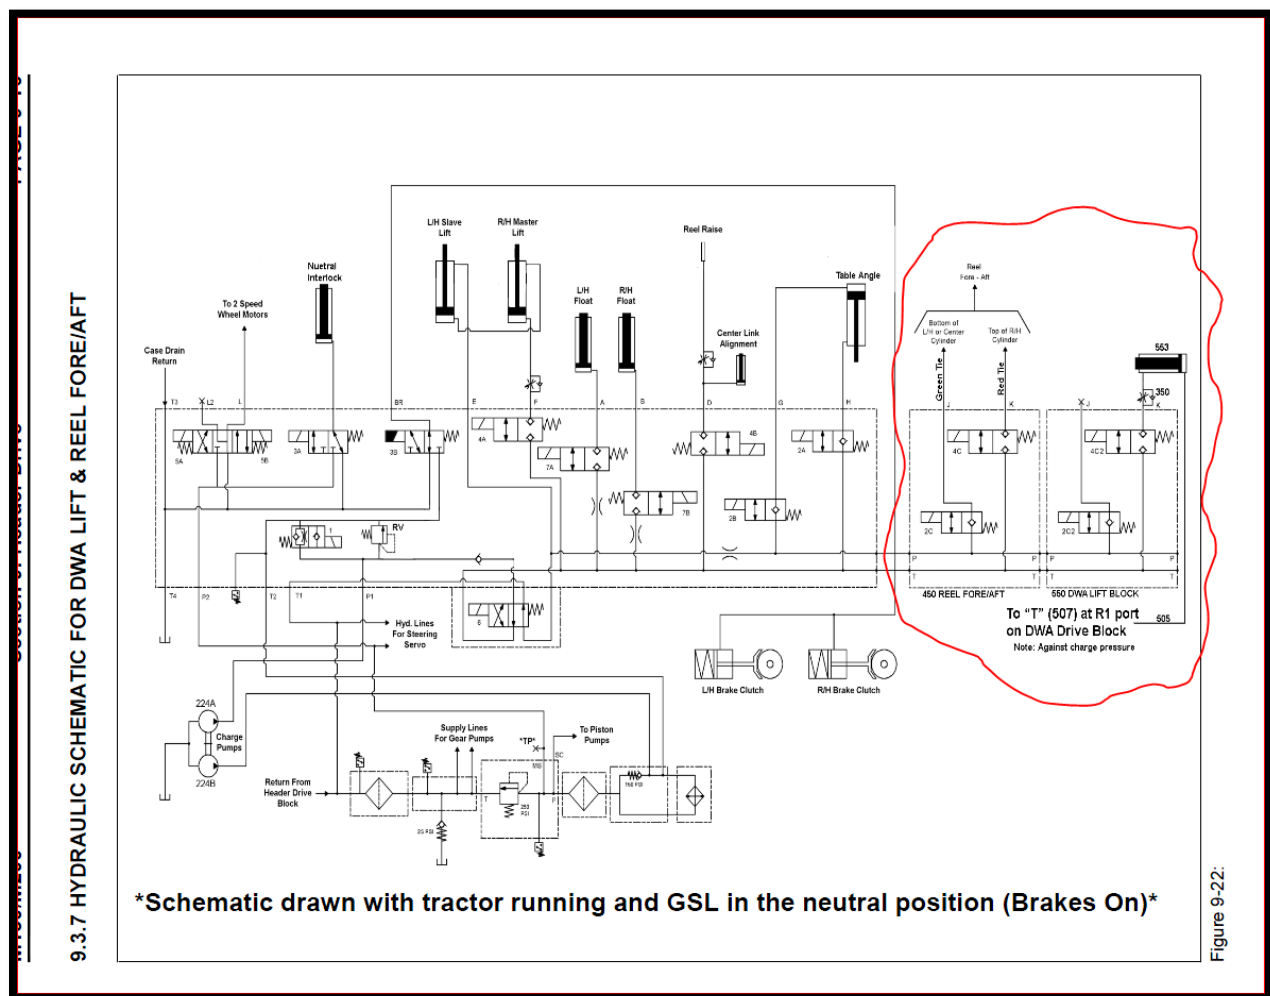 9.3.7 HYDRAULIC SCHEMATIC FOR DWA LIFT & REEL FORE/AFT
L/H Slave
Lift
R/H Master
Lift
Reel Raise
Nuetral
Interlock
Table Angle
Reel
Fore - Aft
L/H
Float
R/H
Float
To 2 Speed
Wheel Motors
Center Link
Alignment
Bottom of
L/H or Center
Cylinder
Top of R/H
Cylinder
Case Drain
Return
563
350
Green Tie
Red Tie
T3
L2
L
BR
E
F
A
B
D
G
H
J
K
J
K
5A
5B
3A
3B
4A
7A
4B
2A
4C
4C2
7B
2B
2C
2C2
1
RV
P
P
P
P
T
T
T
T
T4
P2
T2
T1
P1
450 REEL FORE/AFT
550 DWA LIFT BLOCK
6
Hyd. Lines
For Steering
Servo
To "T" (507) at R1 port
on DWA Drive Block
505
Note: Against charge pressure
L/H Brake Clutch
R/H Brake Clutch
224A
Charge
Pumps
224B
Supply Lines
For Gear Pumps
*TP*
To Piston
Pumps
SC
Return From
Header Drive
Block
T
P
*Schematic drawn with tractor running and GSL in the neutral position (Brakes On)*
Figure 9-22: